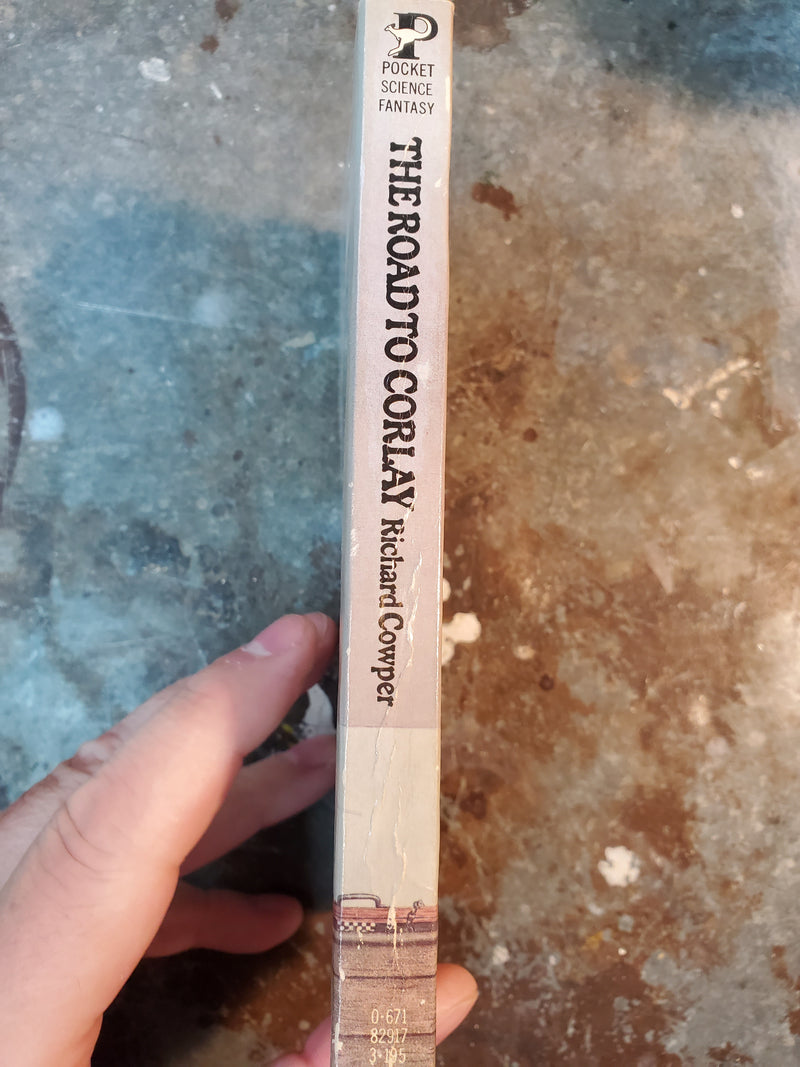 P
POCKET
SCIENCE
FANTASY
THE ROAD TO CORLAY Richard Cowper
0·671
82917
3·195